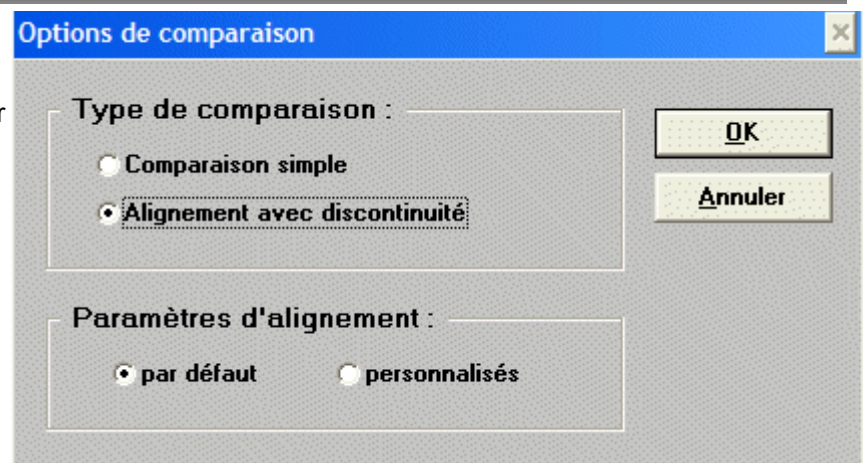 Options de comparaison
r
Type de comparaison :
Comparaison simple
Alignement avec discontinuité
OK
Annuler
Paramètres d'alignement :
par défaut personnalisés